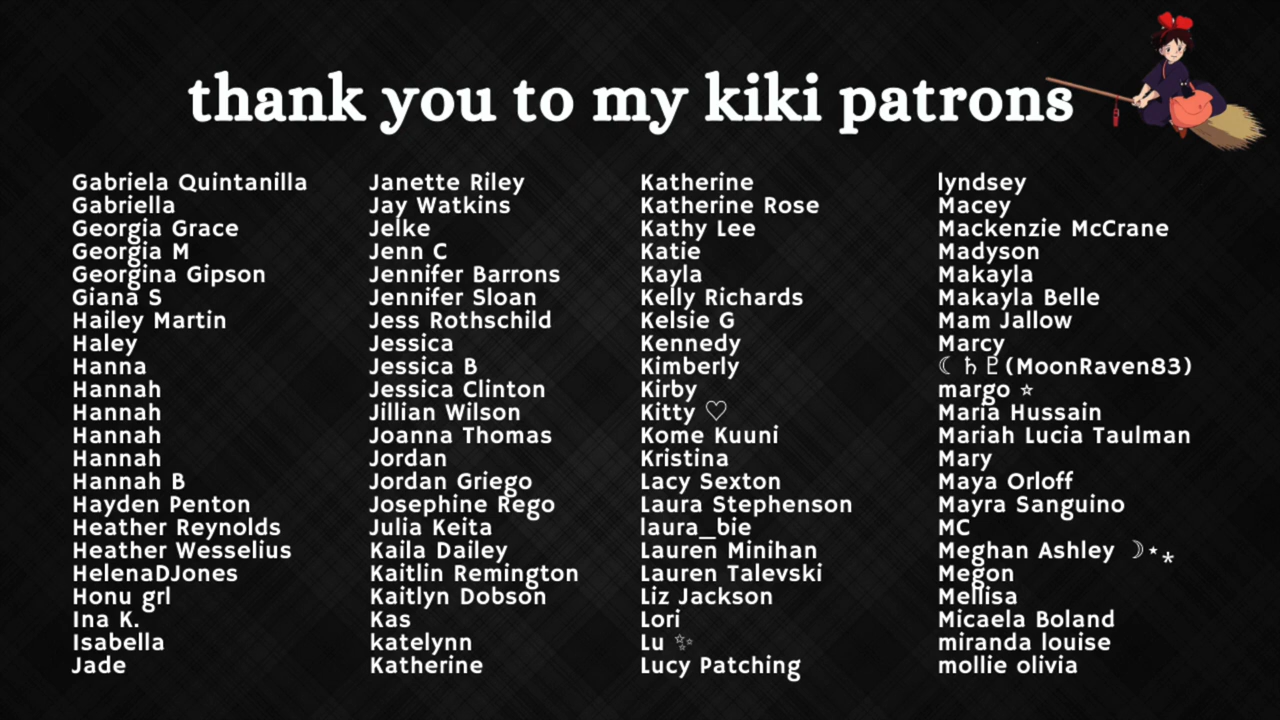 thank you to my kiki patrons
Gabriela Quintanilla
Gabriella
Georgia Grace
Georgia M
Georgina Gipson
Giana S
Hailey Martin
Haley
Hanna
Hannah
Hannah
Hannah
Hannah
Hannah B
Hayden Penton
Heather Reynolds
Heather Wesselius
HelenaDJones
Honu grl
Ina K.
Isabella
Jade
Janette Riley
Jay Watkins
Jelke
Jenn C
Jennifer Barrons
Jennifer Sloan
Jess Rothschild
Jessica
Jessica B
Jessica Clinton
Jillian Wilson
Joanna Thomas
Jordan
Jordan Griego
Josephine Rego
Julia Keita
Kaila Dailey
Kaitlin Remington
Kaitlyn Dobson
Kas
katelynn
Katherine
Katherine
Katherine Rose
Kathy Lee
Katie
Kayla
Kelly Richards
Kelsie G
Kennedy
Kimberly
Kirby
Kitty ♡
Kome Kuuni
Kristina
Lacy Sexton
Laura Stephenson
laura_bie
Lauren Minihan
Lauren Talevski
Liz Jackson
Lori
Lu ✨
Lucy Patching
lyndsey
Macey
Mackenzie McCrane
Madyson
Makayla
Makayla Belle
Mam Jallow
Marcy
☾ ♄ ♇ (MoonRaven83)
margo ⭐
Maria Hussain
Mariah Lucia Taulman
Mary
Maya Orloff
Mayra Sanguino
MC
Meghan Ashley ☽⋆⁎
Megon
Mellisa
Micaela Boland
miranda louise
mollie olivia